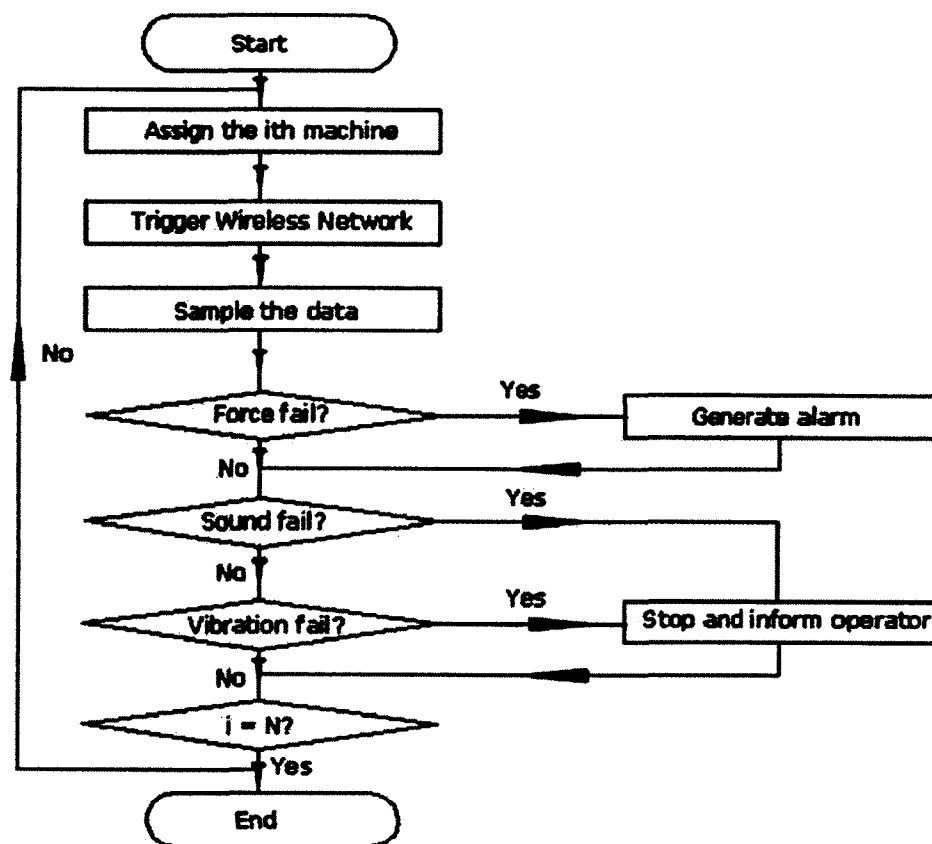 Start
Assign the ith machine
Trigger Wireless Network
Sample the data
No
Force fail?
Yes
Generate alarm
No
Sound fail?
Yes
No
Vibration fail?
Yes
Stop and inform operator
No
i = N?
Yes
End